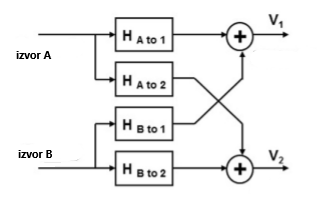 H A to 1
V1
izvor A
H A to 2
H B to 1
izvor B
H B to 2
V2
+
+